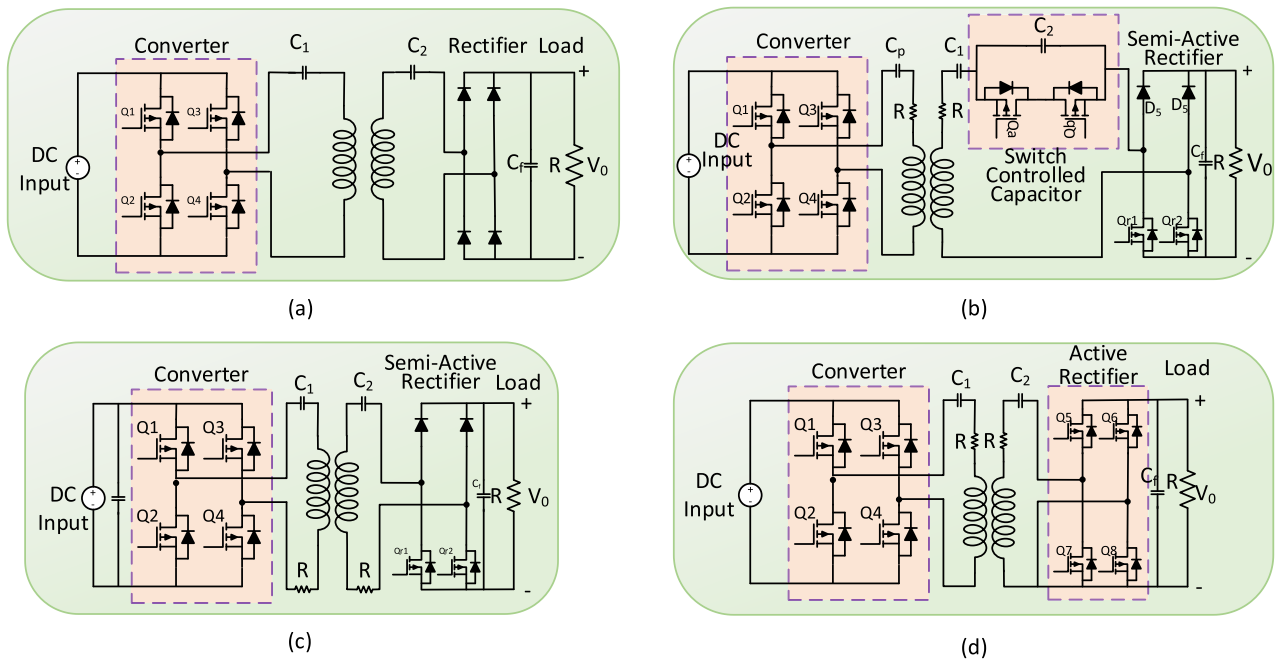 Converter
C1
C2
Rectifier
Load
Q1
Q3
Q2
Q4
DC
Input
Cf
R
V0
+
-
(a)
Converter
Cp
C1
C2
Semi-Active
Rectifier
Q1
Q3
Q2
Q4
DC
Input
R
R
Qa
Qb
Switch
Controlled
Capacitor
D5
D5
Cf
R
V0
Qr1
Qr2
+
-
(b)
Converter
C1
C2
Semi-Active
Rectifier
Load
Q1
Q3
Q2
Q4
DC
Input
R
R
Qr1
Qr2
Cf
R
V0
+
-
(c)
Converter
C1
C2
Active
Rectifier
Load
Q1
Q3
Q2
Q4
DC
Input
R
R
Q5
Q6
Q7
Q8
Cf
R
V0
+
-
(d)